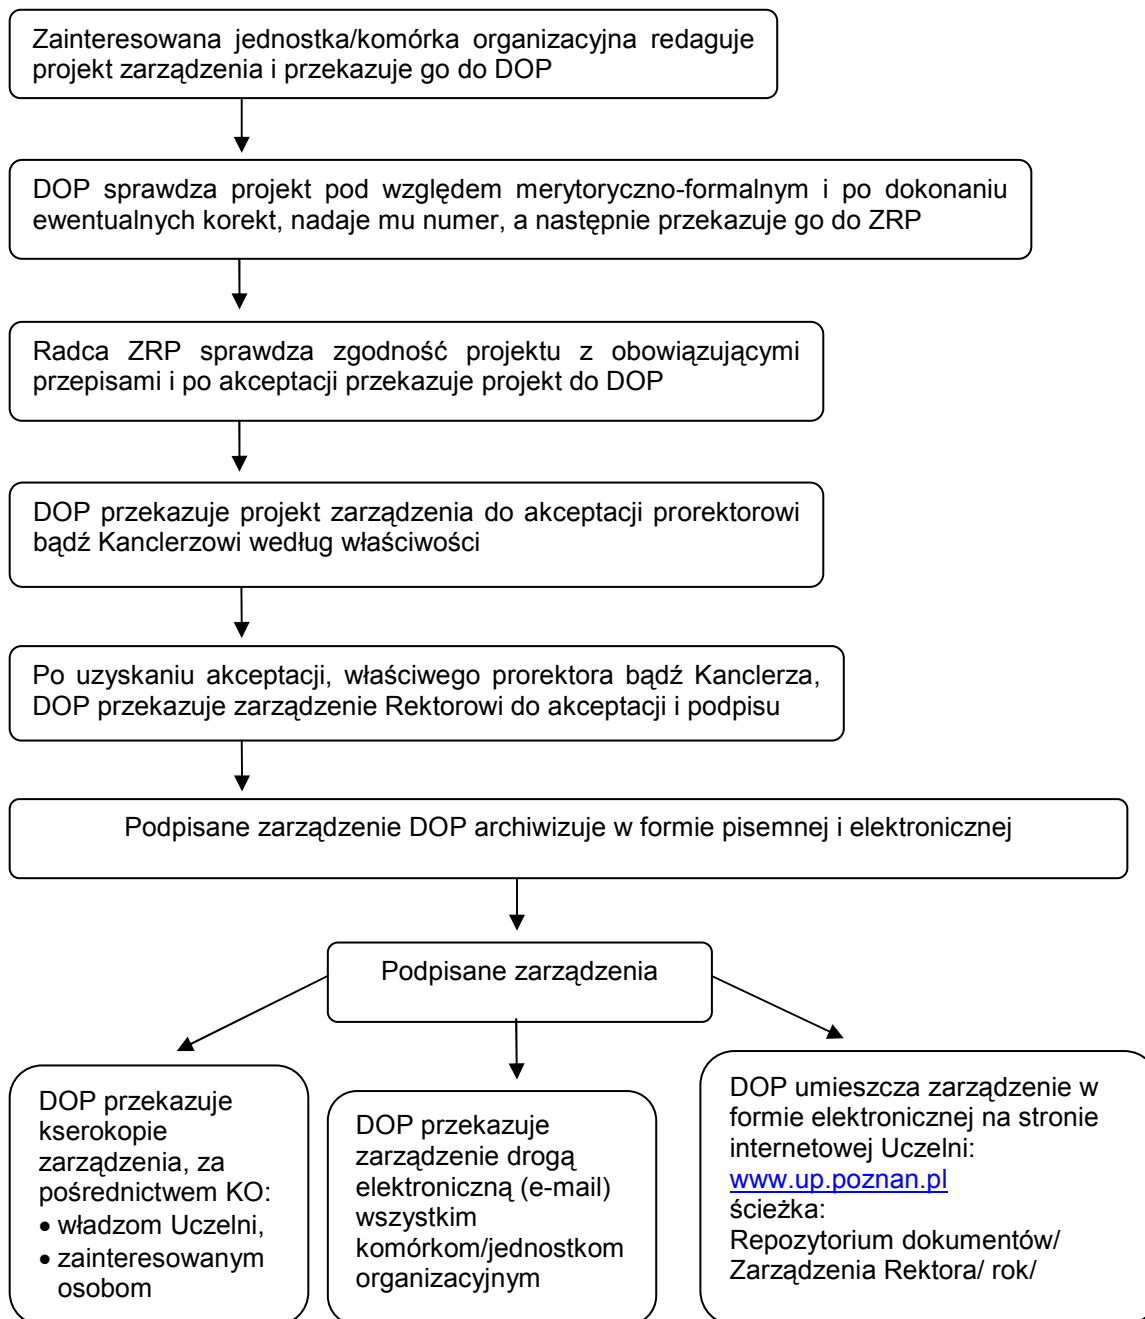 Zainteresowana jednostka/komórka organizacyjna redaguje
projekt zarządzenia i przekazuje go do DOP
DOP sprawdza projekt pod względem merytoryczno-formalnym i po dokonaniu
ewentualnych korekt, nadaje mu numer, a następnie przekazuje go do ZRP
Radca ZRP sprawdza zgodność projektu z obowiązującymi
przepisami i po akceptacji przekazuje projekt do DOP
DOP przekazuje projekt zarządzenia do akceptacji prorektorowi
bądź Kanclerzowi według właściwości
Po uzyskaniu akceptacji, właściwego prorektora bądź Kanclerza,
DOP przekazuje zarządzenie Rektorowi do akceptacji i podpisu
Podpisane zarządzenie DOP archiwizuje w formie pisemnej i elektronicznej
Podpisane zarządzenia
DOP przekazuje
kserokopie
zarządzenia, za
pośrednictwem KO:
• władzom Uczelni,
• zainteresowanym
osobom
DOP przekazuje
zarządzenie drogą
elektroniczną (e-mail)
wszystkim
komórkom/jednostkom
organizacyjnym
DOP umieszcza zarządzenie w
formie elektronicznej na stronie
internetowej Uczelni:
www.up.poznan.pl
ścieżka:
Repozytorium dokumentów/
Zarządzenia Rektora/ rok/